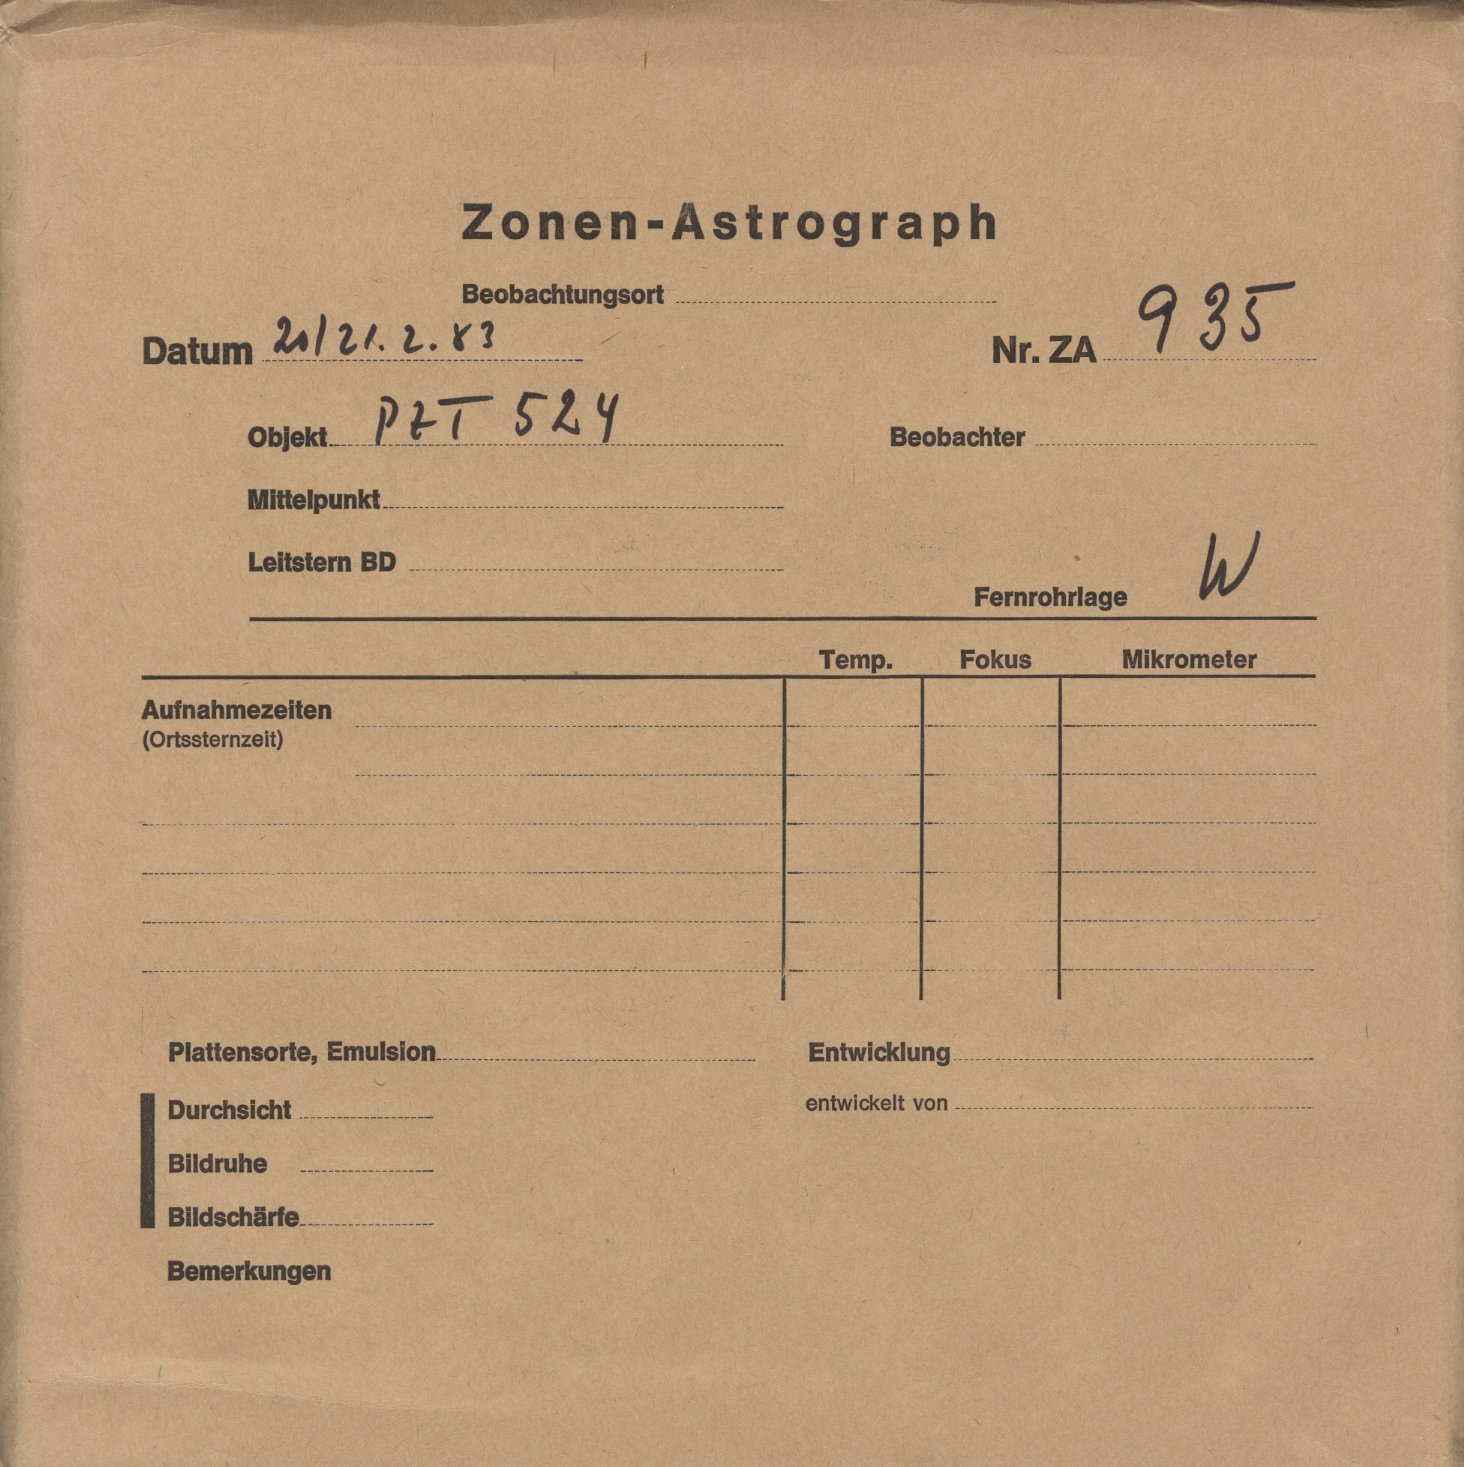 Zonen-Astrograph
Beobachtungsort
Datum 20/21.2.83 Nr. ZA 935
Objekt PZT 524 Beobachter
Mittelpunkt
Leitstern BD
Fernrohrlage W
Temp. Fokus Mikrometer
Aufnahmezeiten
(Ortssternzeit)
Plattensorte, Emulsion Entwicklung
Durchsicht entwickelt von
Bildruhe
Bildschärfe
Bemerkungen